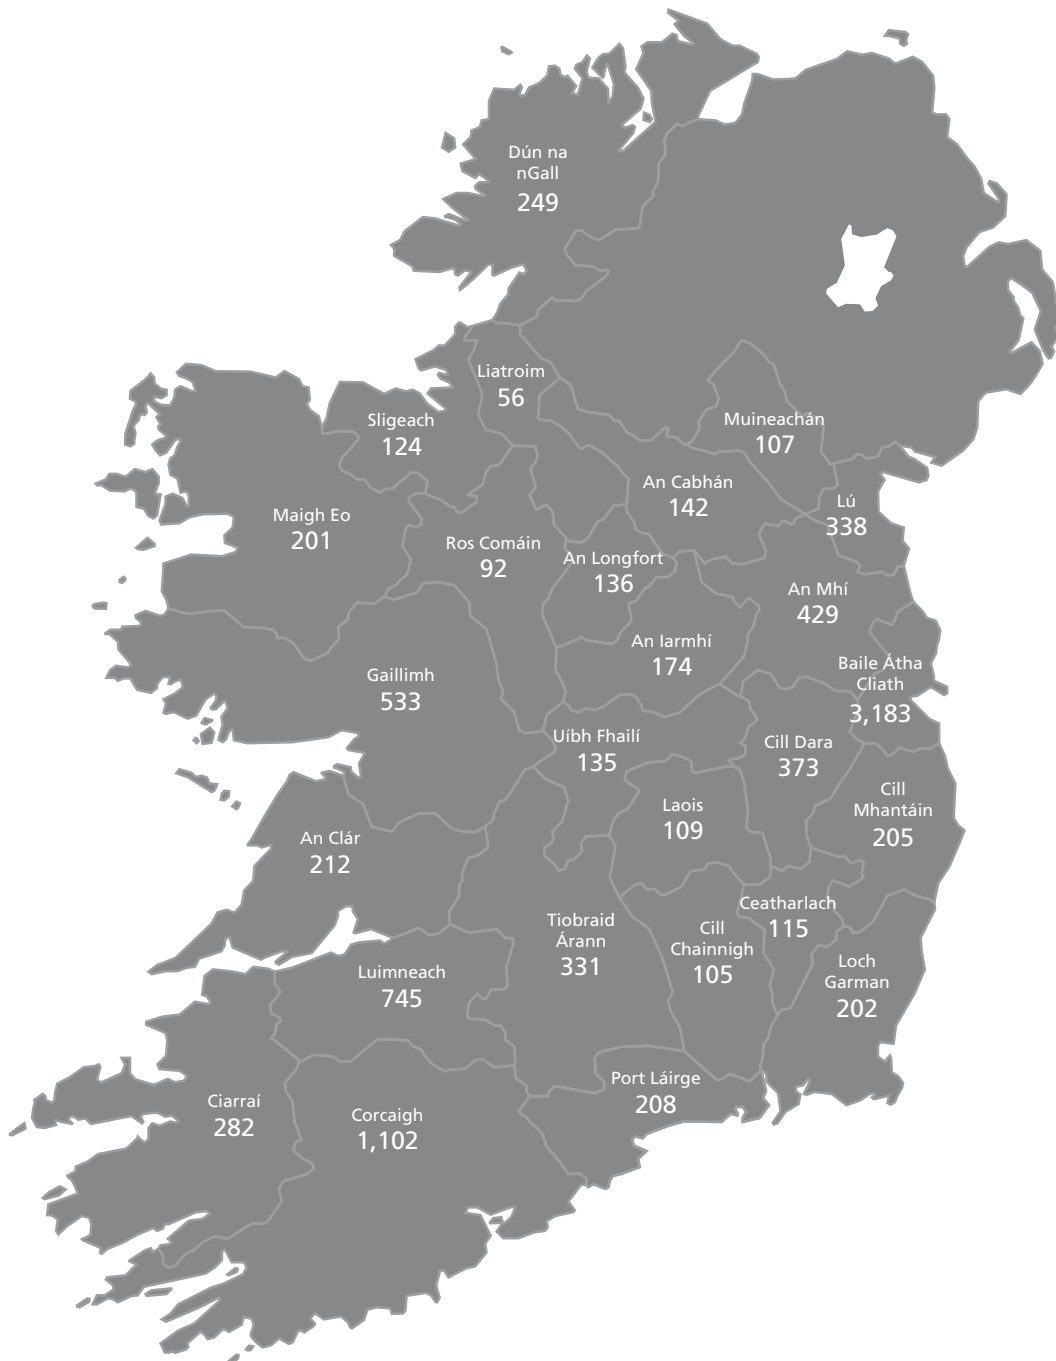 Dún na
nGall
249
Liatroim
56
Sligeach
124
Muineachán
107
An Cabhán
142
Lú
338
Maigh Eo
201
Ros Comáin
92
An Longfort
136
An Mhí
429
An Iarmhí
174
Baile Átha
Cliath
3,183
Gaillimh
533
Uíbh Fhailí
135
Cill Dara
373
Cill
Mhantáin
205
Laois
109
An Clár
212
Ceatharlach
115
Tiobraid
Árann
331
Cill
Chainnigh
105
Loch
Garman
202
Luimneach
745
Port Láirge
208
Ciarraí
282
Corcaigh
1,102